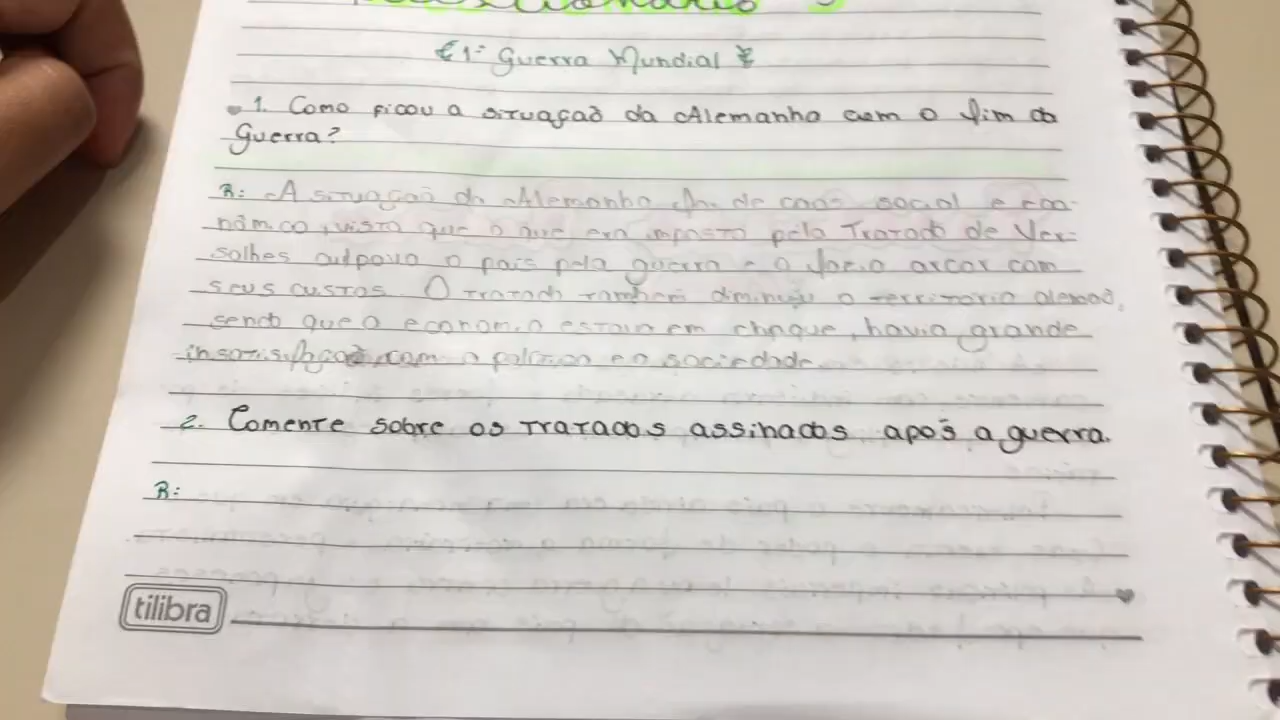 1ª Guerra Mundial
1. Como ficou a situação da Alemanha com o fim da
Guerra?
R: A situação da Alemanha de caos social e eco-
nômico, visto que o que era imposto pelo Tratado de Ver-
salhes culpava o país pela guerra e o fazia arcar com
seus custos. O tratado também diminuiu o território alemão,
sendo que a economia estava em choque, havia grande
insatisfação com a política e a sociedade.
2. Comente sobre os tratados assinados após a guerra.
R:
tilibra